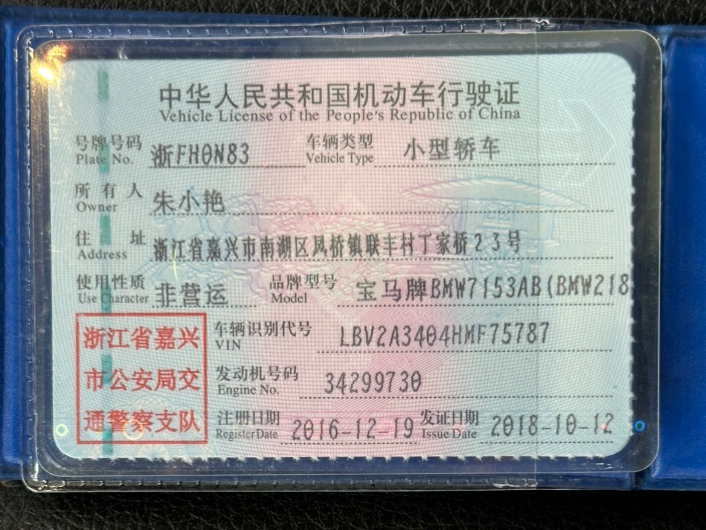 中华人民共和国机动车行驶证
Vehicle License of the People's Republic of China
号牌号码 浙FH0N83 车辆类型 小型轿车
Plate No. Vehicle Type
所有人 朱小艳
Owner
住址 浙江省嘉兴市南湖区凤桥镇联丰村丁家桥23号
Address
使用性质 非营运 品牌型号 宝马牌BMW7153AB(BMW218
Use Character Model
浙江省嘉兴
市公安局交
通警察支队
车辆识别代号 LBV2A3404HMF75787
VIN
发动机号码 34299730
Engine No.
注册日期 2016-12-19 发证日期 2018-10-12
Register Date Issue Date